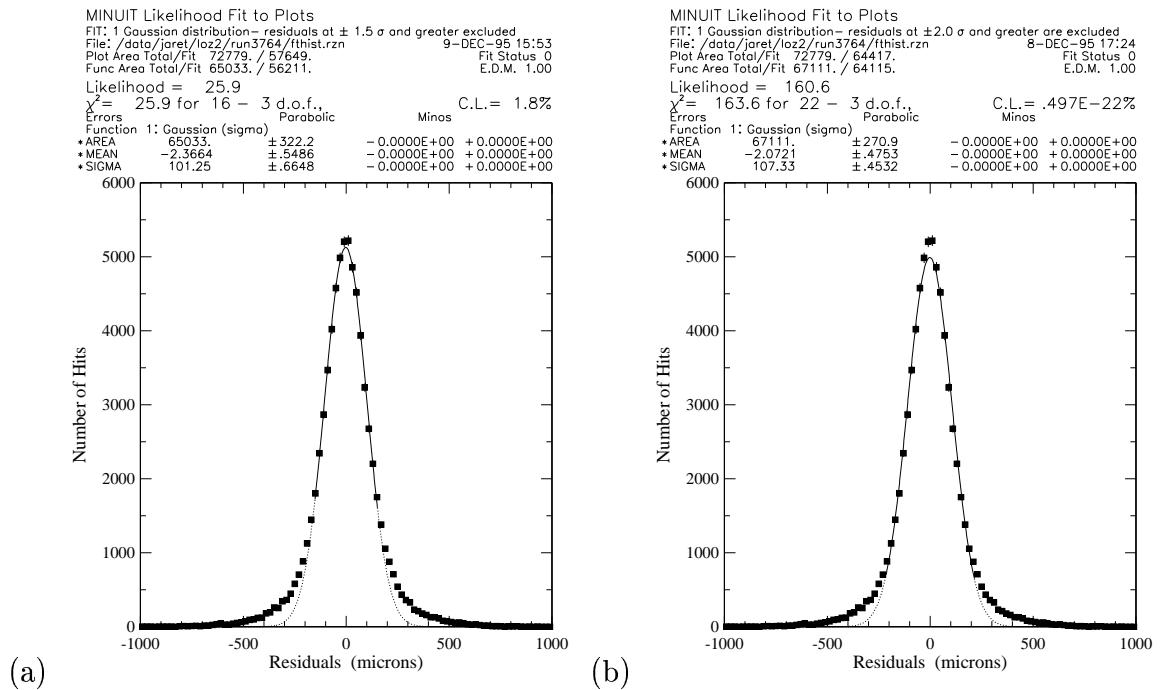 MINUIT Likelihood Fit to Plots
FIT: 1 Gaussian distribution– residuals at ± 1.5 σ and greater excluded
File: /data/jaret/loz2/run3764/fthist.rzn 9–DEC–95 15:53
Plot Area Total/Fit 72779. / 57649. Fit Status 0
Func Area Total/Fit 65033. / 56211. E.D.M. 1.00
Likelihood = 25.9
χ²= 25.9 for 16 – 3 d.o.f., C.L.= 1.8%
Errors Parabolic Minos
Function 1: Gaussian (sigma)
*AREA 65033. ±322.2 –0.0000E+00 +0.0000E+00
*MEAN –2.3664 ±.5486 –0.0000E+00 +0.0000E+00
*SIGMA 101.25 ±.6648 –0.0000E+00 +0.0000E+00
6000
5000
4000
3000
2000
1000
0
Number of Hits
-1000 -500 0 500 1000
Residuals (microns)
(a)
MINUIT Likelihood Fit to Plots
FIT: 1 Gaussian distribution– residuals at ±2.0 σ and greater are excluded
File: /data/jaret/loz2/run3764/fthist.rzn 8–DEC–95 17:24
Plot Area Total/Fit 72779. / 64417. Fit Status 0
Func Area Total/Fit 67111. / 64115. E.D.M. 1.00
Likelihood = 160.6
χ²= 163.6 for 22 – 3 d.o.f., C.L.= .497E–22%
Errors Parabolic Minos
Function 1: Gaussian (sigma)
*AREA 67111. ±270.9 –0.0000E+00 +0.0000E+00
*MEAN –2.0721 ±.4753 –0.0000E+00 +0.0000E+00
*SIGMA 107.33 ±.4532 –0.0000E+00 +0.0000E+00
6000
5000
4000
3000
2000
1000
0
Number of Hits
-1000 -500 0 500 1000
Residuals (microns)
(b)